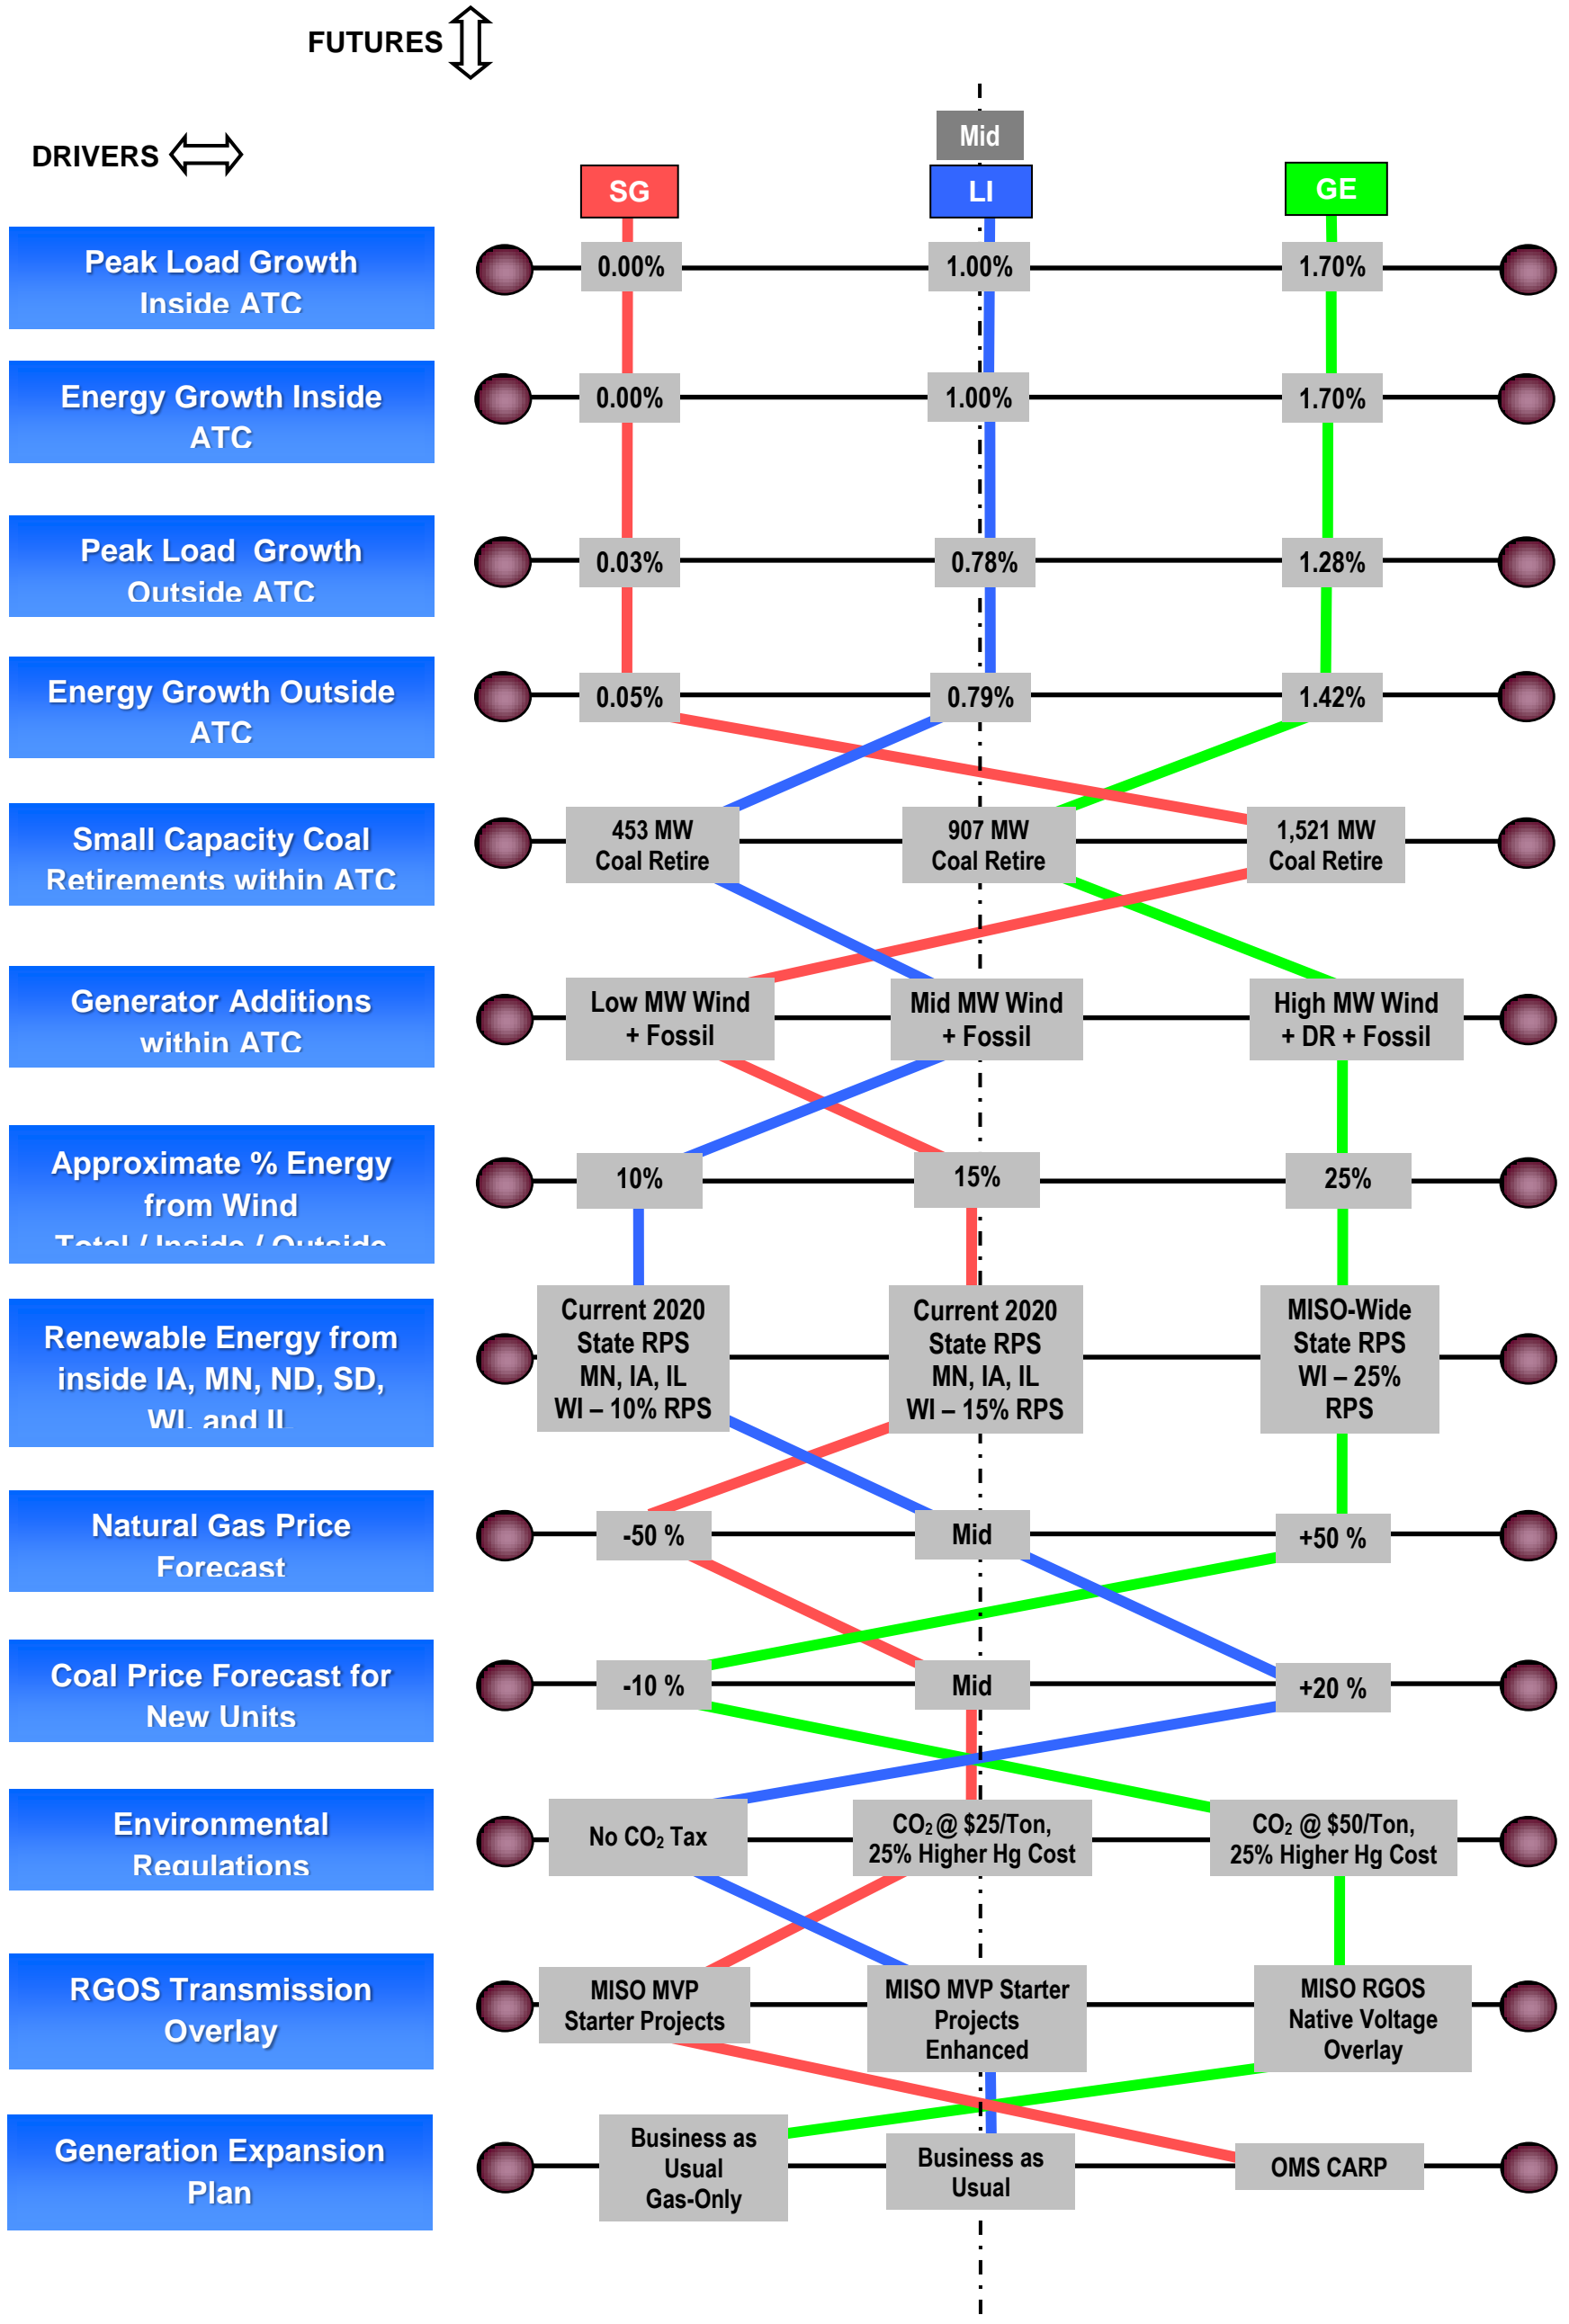 FUTURES
DRIVERS
Mid
SG
LI
GE
Peak Load Growth
Inside ATC
0.00%
1.00%
1.70%
Energy Growth Inside
ATC
0.00%
1.00%
1.70%
Peak Load  Growth
Outside ATC
0.03%
0.78%
1.28%
Energy Growth Outside
ATC
0.05%
0.79%
1.42%
Small Capacity Coal
Retirements within ATC
453 MW
Coal Retire
907 MW
Coal Retire
1,521 MW
Coal Retire
Generator Additions
within ATC
Low MW Wind
+ Fossil
Mid MW Wind
+ Fossil
High MW Wind
+ DR + Fossil
Approximate % Energy
from Wind
Total / Inside / Outside
10%
15%
25%
Renewable Energy from
inside IA, MN, ND, SD,
WI, and IL
Current 2020
State RPS
MN, IA, IL
WI – 10% RPS
Current 2020
State RPS
MN, IA, IL
WI – 15% RPS
MISO-Wide
State RPS
WI – 25%
RPS
Natural Gas Price
Forecast
-50 %
Mid
+50 %
Coal Price Forecast for
New Units
-10 %
Mid
+20 %
Environmental
Regulations
No CO₂ Tax
CO₂ @ $25/Ton,
25% Higher Hg Cost
CO₂ @ $50/Ton,
25% Higher Hg Cost
RGOS Transmission
Overlay
MISO MVP
Starter Projects
MISO MVP Starter
Projects
Enhanced
MISO RGOS
Native Voltage
Overlay
Generation Expansion
Plan
Business as
Usual
Gas-Only
Business as
Usual
OMS CARP